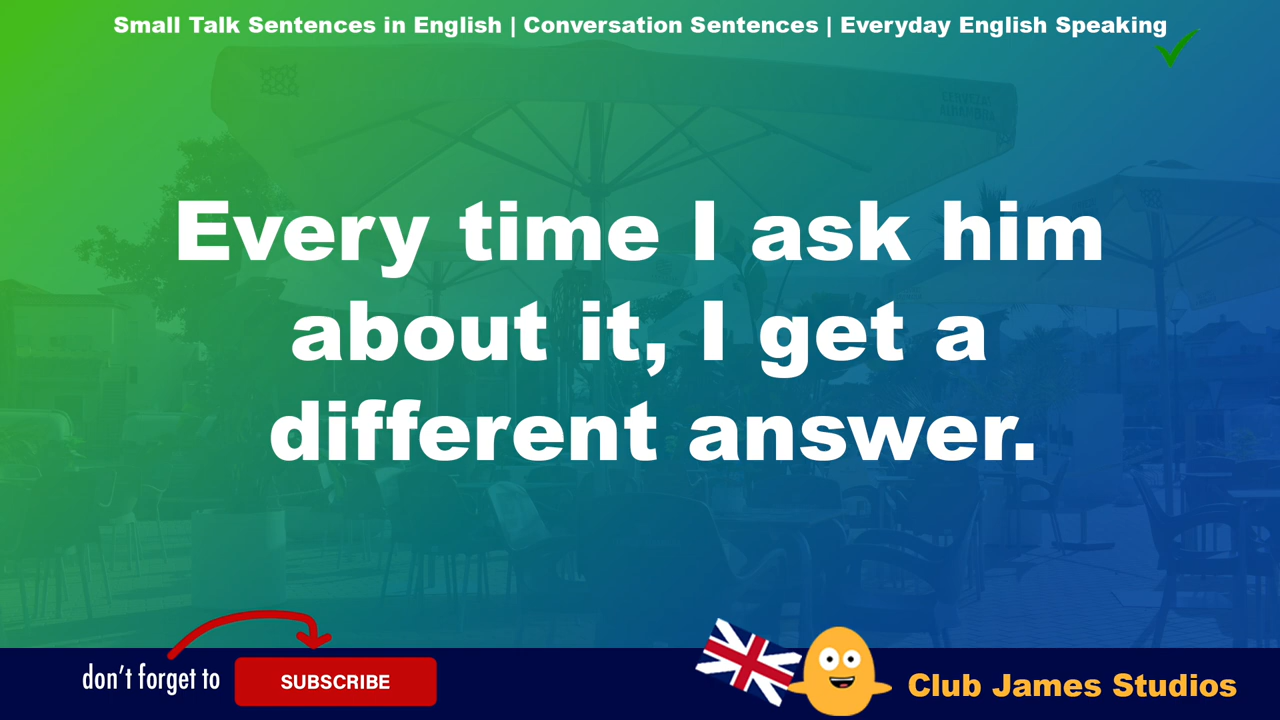 Small Talk Sentences in English | Conversation Sentences | Everyday English Speaking
Every time I ask him
about it, I get a
different answer.
don't forget to
SUBSCRIBE
Club James Studios